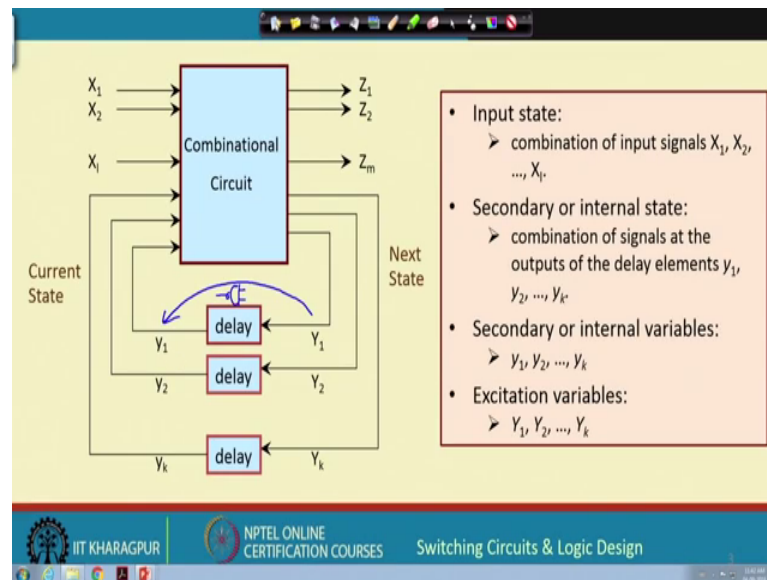 X₁
X₂
Xₗ
Combinational
Circuit
Z₁
Z₂
Zₘ
Current
State
Next
State
delay
y₁
Y₁
delay
y₂
Y₂
delay
yₖ
Yₖ
• Input state:
➢ combination of input signals X₁, X₂,
..., Xₗ.
• Secondary or internal state:
➢ combination of signals at the
outputs of the delay elements y₁,
y₂, ..., yₖ.
• Secondary or internal variables:
➢ y₁, y₂, ..., yₖ
• Excitation variables:
➢ Y₁, Y₂, ..., Yₖ
IIT KHARAGPUR
NPTEL ONLINE
CERTIFICATION COURSES
Switching Circuits & Logic Design